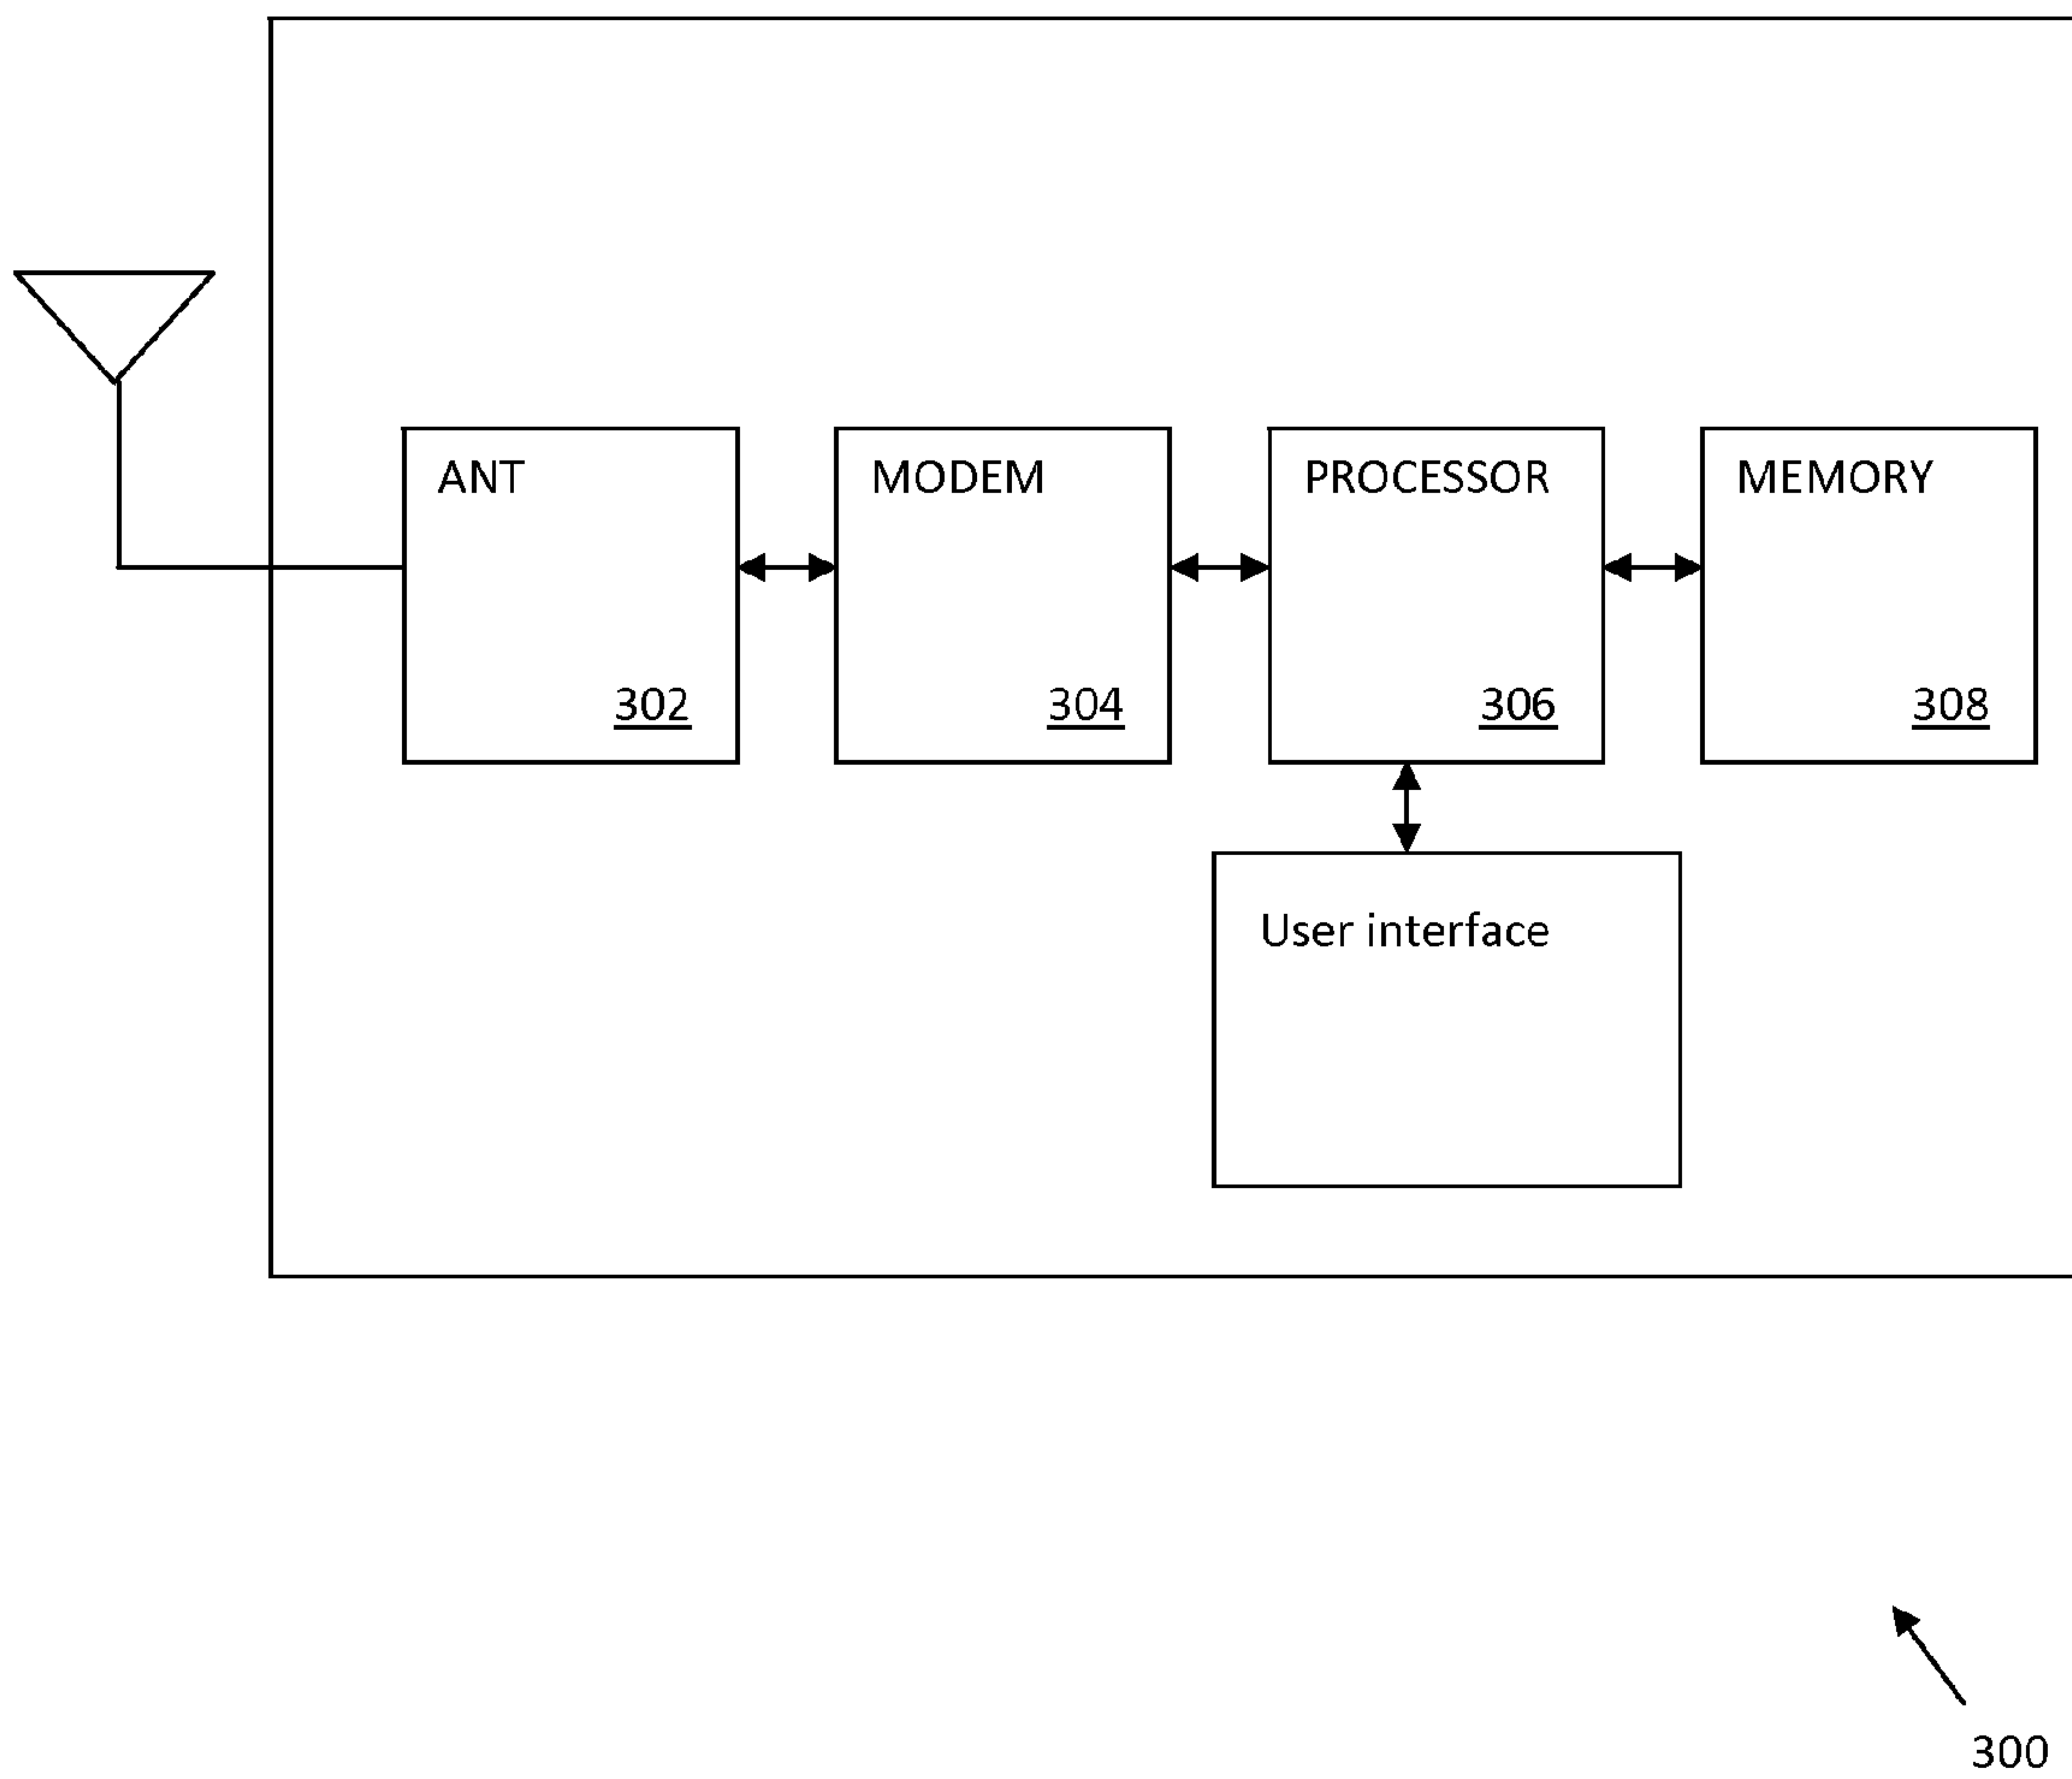 ANT
MODEM
PROCESSOR
MEMORY
302
304
306
308
User interface
300